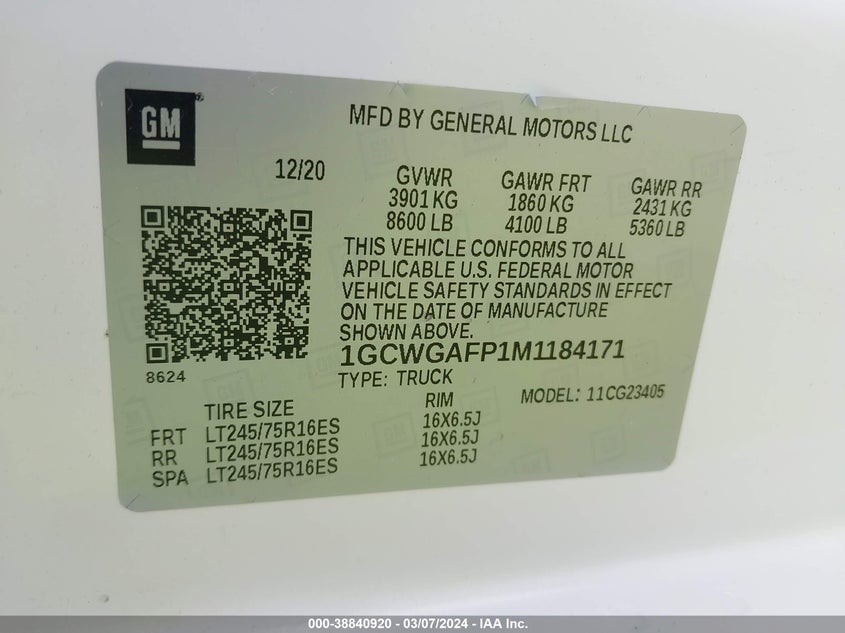 GM
MFD BY GENERAL MOTORS LLC
12/20
GVWR GAWR FRT GAWR RR
3901 KG 1860 KG 2431 KG
8600 LB 4100 LB 5360 LB
THIS VEHICLE CONFORMS TO ALL
APPLICABLE U.S. FEDERAL MOTOR
VEHICLE SAFETY STANDARDS IN EFFECT
ON THE DATE OF MANUFACTURE
SHOWN ABOVE.
1GCWGAFP1M1184171
8624
TYPE: TRUCK
MODEL: 11CG23405
TIRE SIZE RIM
FRT LT245/75R16ES 16X6.5J
RR LT245/75R16ES 16X6.5J
SPA LT245/75R16ES 16X6.5J
000-38840920 — 03/07/2024 — IAA Inc.